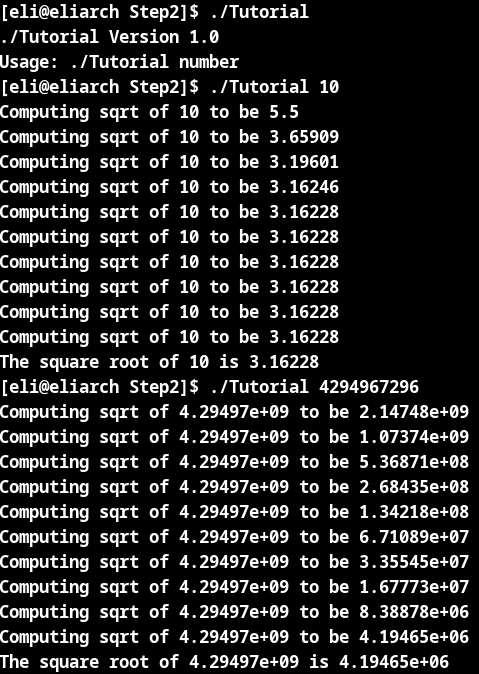 [eli@eliarch Step2]$ ./Tutorial
./Tutorial Version 1.0
Usage: ./Tutorial number
[eli@eliarch Step2]$ ./Tutorial 10
Computing sqrt of 10 to be 5.5
Computing sqrt of 10 to be 3.65909
Computing sqrt of 10 to be 3.19601
Computing sqrt of 10 to be 3.16246
Computing sqrt of 10 to be 3.16228
Computing sqrt of 10 to be 3.16228
Computing sqrt of 10 to be 3.16228
Computing sqrt of 10 to be 3.16228
Computing sqrt of 10 to be 3.16228
Computing sqrt of 10 to be 3.16228
The square root of 10 is 3.16228
[eli@eliarch Step2]$ ./Tutorial 4294967296
Computing sqrt of 4.29497e+09 to be 2.14748e+09
Computing sqrt of 4.29497e+09 to be 1.07374e+09
Computing sqrt of 4.29497e+09 to be 5.36871e+08
Computing sqrt of 4.29497e+09 to be 2.68435e+08
Computing sqrt of 4.29497e+09 to be 1.34218e+08
Computing sqrt of 4.29497e+09 to be 6.71089e+07
Computing sqrt of 4.29497e+09 to be 3.35545e+07
Computing sqrt of 4.29497e+09 to be 1.67773e+07
Computing sqrt of 4.29497e+09 to be 8.38878e+06
Computing sqrt of 4.29497e+09 to be 4.19465e+06
The square root of 4.29497e+09 is 4.19465e+06